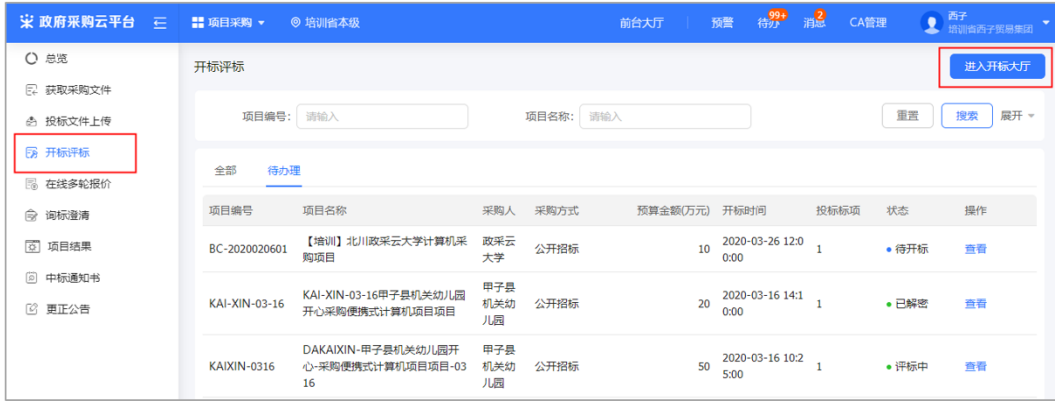 政府采购云平台
项目采购
培训省本级
前台大厅
预警
待办
99+
消息
2
CA管理
西子
培训省西子贸易集团
总览
获取采购文件
投标文件上传
开标评标
在线多轮报价
询标澄清
项目结果
中标通知书
更正公告
开标评标
进入开标大厅
项目编号: 请输入
项目名称: 请输入
重置
搜索
展开
全部
待办理
项目编号 项目名称 采购人 采购方式 预算金额(万元) 开标时间 投标标项 状态 操作
BC-2020020601
【培训】北川政采云大学计算机采
购项目
政采云
大学
公开招标
10
2020-03-26 12:0
0:00
1
待开标
查看
KAI-XIN-03-16
KAI-XIN-03-16甲子县机关幼儿园
开心采购便携式计算机项目项目
甲子县
机关幼
儿园
公开招标
20
2020-03-16 14:1
0:00
1
已解密
查看
KAIXIN-0316
DAKAIXIN-甲子县机关幼儿园开
心-采购便携式计算机项目项目-03
16
甲子县
机关幼
儿园
公开招标
50
2020-03-16 10:2
5:00
1
评标中
查看